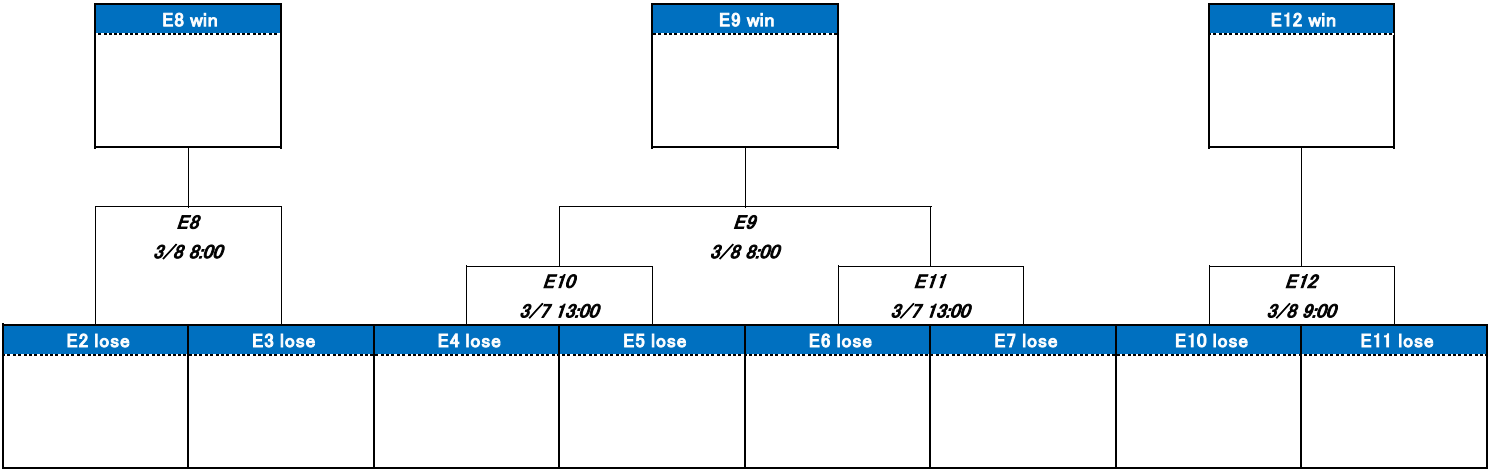 E8 win
E9 win
E12 win
E8
3/8 8:00
E9
3/8 8:00
E10
3/7 13:00
E11
3/7 13:00
E12
3/8 9:00
E2 lose
E3 lose
E4 lose
E5 lose
E6 lose
E7 lose
E10 lose
E11 lose